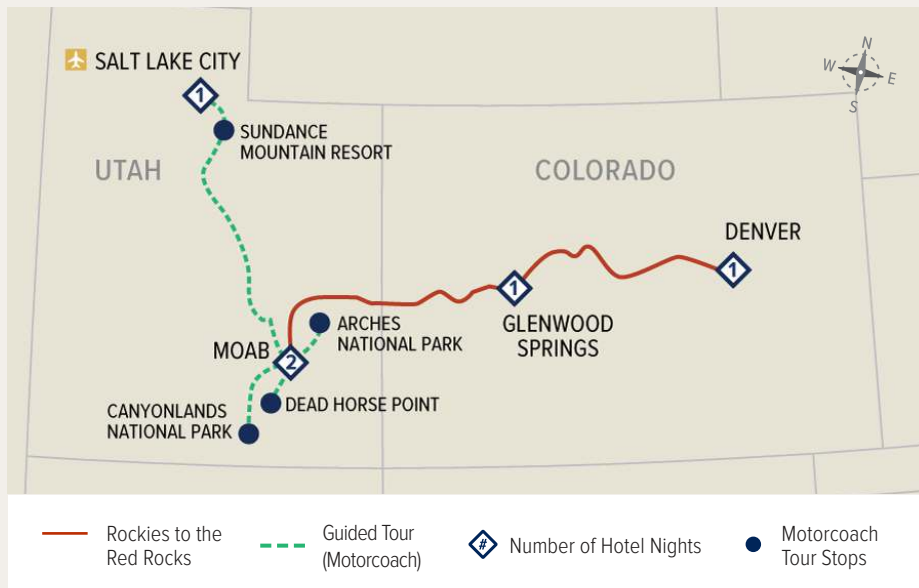 SALT LAKE CITY
1
SUNDANCE
MOUNTAIN RESORT
UTAH
COLORADO
N
W
E
S
DENVER
1
1
GLENWOOD
SPRINGS
ARCHES
NATIONAL PARK
MOAB
2
DEAD HORSE POINT
CANYONLANDS
NATIONAL PARK
Rockies to the
Red Rocks
Guided Tour
(Motorcoach)
#
Number of Hotel Nights
Motorcoach
Tour Stops